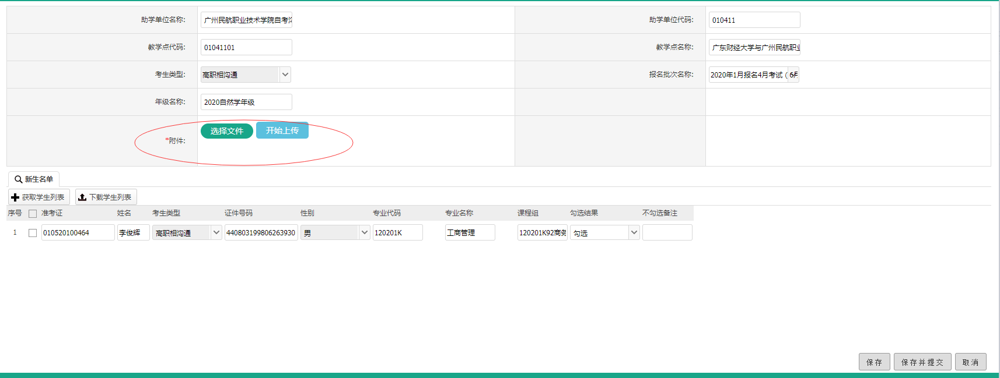 助学单位名称: 广州民航职业技术学院自考 助学单位代码: 010411
教学点代码: 01041101 教学点名称: 广东财经大学与广州民航职业
考生类型: 高职相沟通 报名批次名称: 2020年1月报名4月考试 ( 6月
年级名称: 2020自然学年级
*附件: 选择文件 开始上传
新生名单
获取学生列表 下载学生列表
序号 准考证 姓名 考生类型 证件号码 性别 专业代码 专业名称 课程组 勾选结果 不勾选备注
1 010520100464 李俊辉 高职相沟通 440803199806263930 男 120201K 工商管理 120201K92商务 勾选
保存 保存并提交 取消